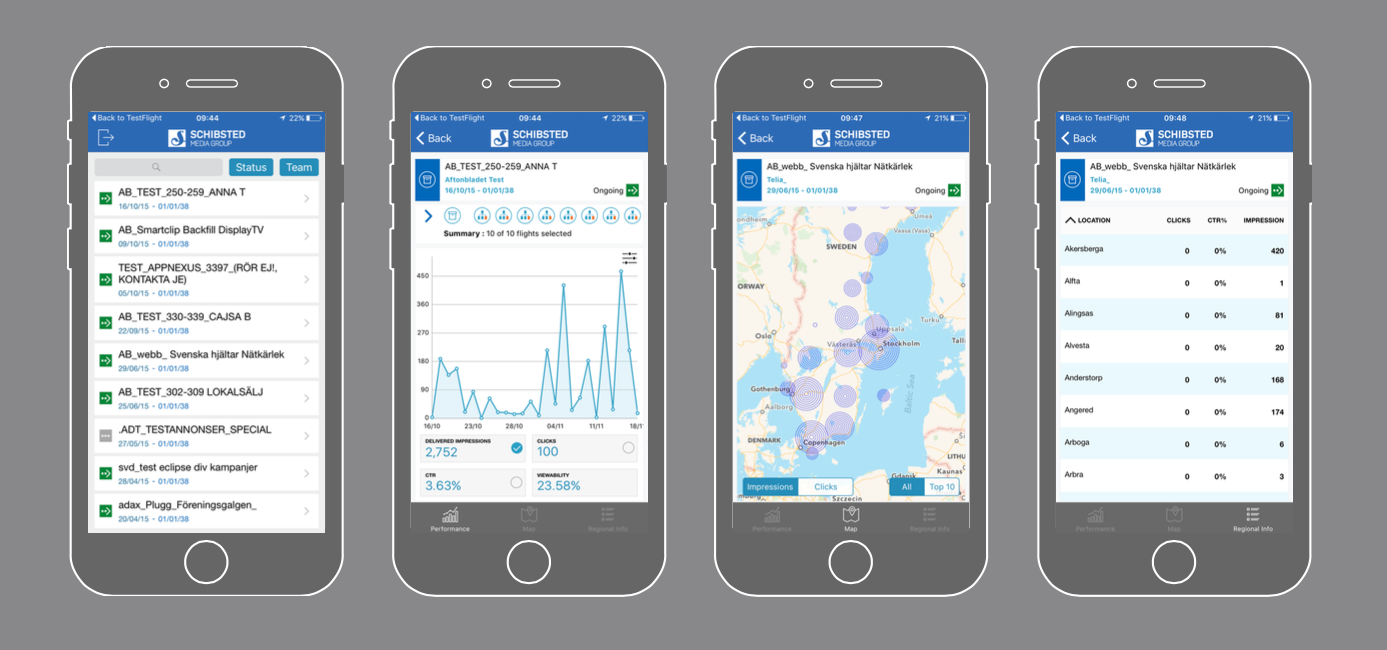 Back to TestFlight 09:44 22%
SCHIBSTED
MEDIA GROUP
Status Team
AB_TEST_250-259_ANNA T
16/10/15 - 01/01/38
AB_Smartclip Backfill DisplayTV
09/10/15 - 01/01/38
TEST_APPNEXUS_3397_(RÖR EJ!,
KONTAKTA JE)
05/10/15 - 01/01/38
AB_TEST_330-339_CAJSA B
22/09/15 - 01/01/38
AB_webb_ Svenska hjältar Nätkärlek
29/06/15 - 01/01/38
AB_TEST_302-309 LOKALSÄLJ
25/06/15 - 01/01/38
.ADT_TESTANNONSER_SPECIAL
27/05/15 - 01/01/38
svd_test eclipse div kampanjer
28/04/15 - 01/01/38
adax_Plugg_Föreningsalgen_
20/04/15 - 01/01/38
Back to TestFlight 09:44 22%
Back SCHIBSTED
MEDIA GROUP
AB_TEST_250-259_ANNA T
Aftonbladet Test
16/10/15 - 01/01/38 Ongoing
Summary : 10 of 10 flights selected
450
360
270
180
90
0
16/10 23/10 28/10 04/11 11/11 18/1
DELIVERED IMPRESSIONS
2,752
CLICKS
100
CTR
3.63%
VIEWABILITY
23.58%
Performance Map Regional Info
Back to TestFlight 09:47 21%
Back SCHIBSTED
MEDIA GROUP
AB_webb_ Svenska hjältar Nätkärlek
Telia_
29/06/15 - 01/01/38 Ongoing
ondheim
Umea
Vaasa (Vasa)
SWEDEN
ORWAY
Oslo
Uppsala
Turku
Västerås
Stockholm
Talli
Gothenburg
Aalborg
Baltic Sea
DENMARK
Copenhagen
LITHU
Kaunas
Gdansk
Szczecin
Impressions Clicks All Top 10
Performance Map Regional Info
Back to TestFlight 09:48 21%
Back SCHIBSTED
MEDIA GROUP
AB_webb_ Svenska hjältar Nätkärlek
Telia_
29/06/15 - 01/01/38 Ongoing
LOCATION CLICKS CTR% IMPRESSION
Akersberga 0 0% 420
Alfta 0 0% 1
Alingsas 0 0% 81
Alvesta 0 0% 20
Anderstorp 0 0% 168
Angered 0 0% 174
Arboga 0 0% 6
Arbra 0 0% 3
Performance Map Regional Info